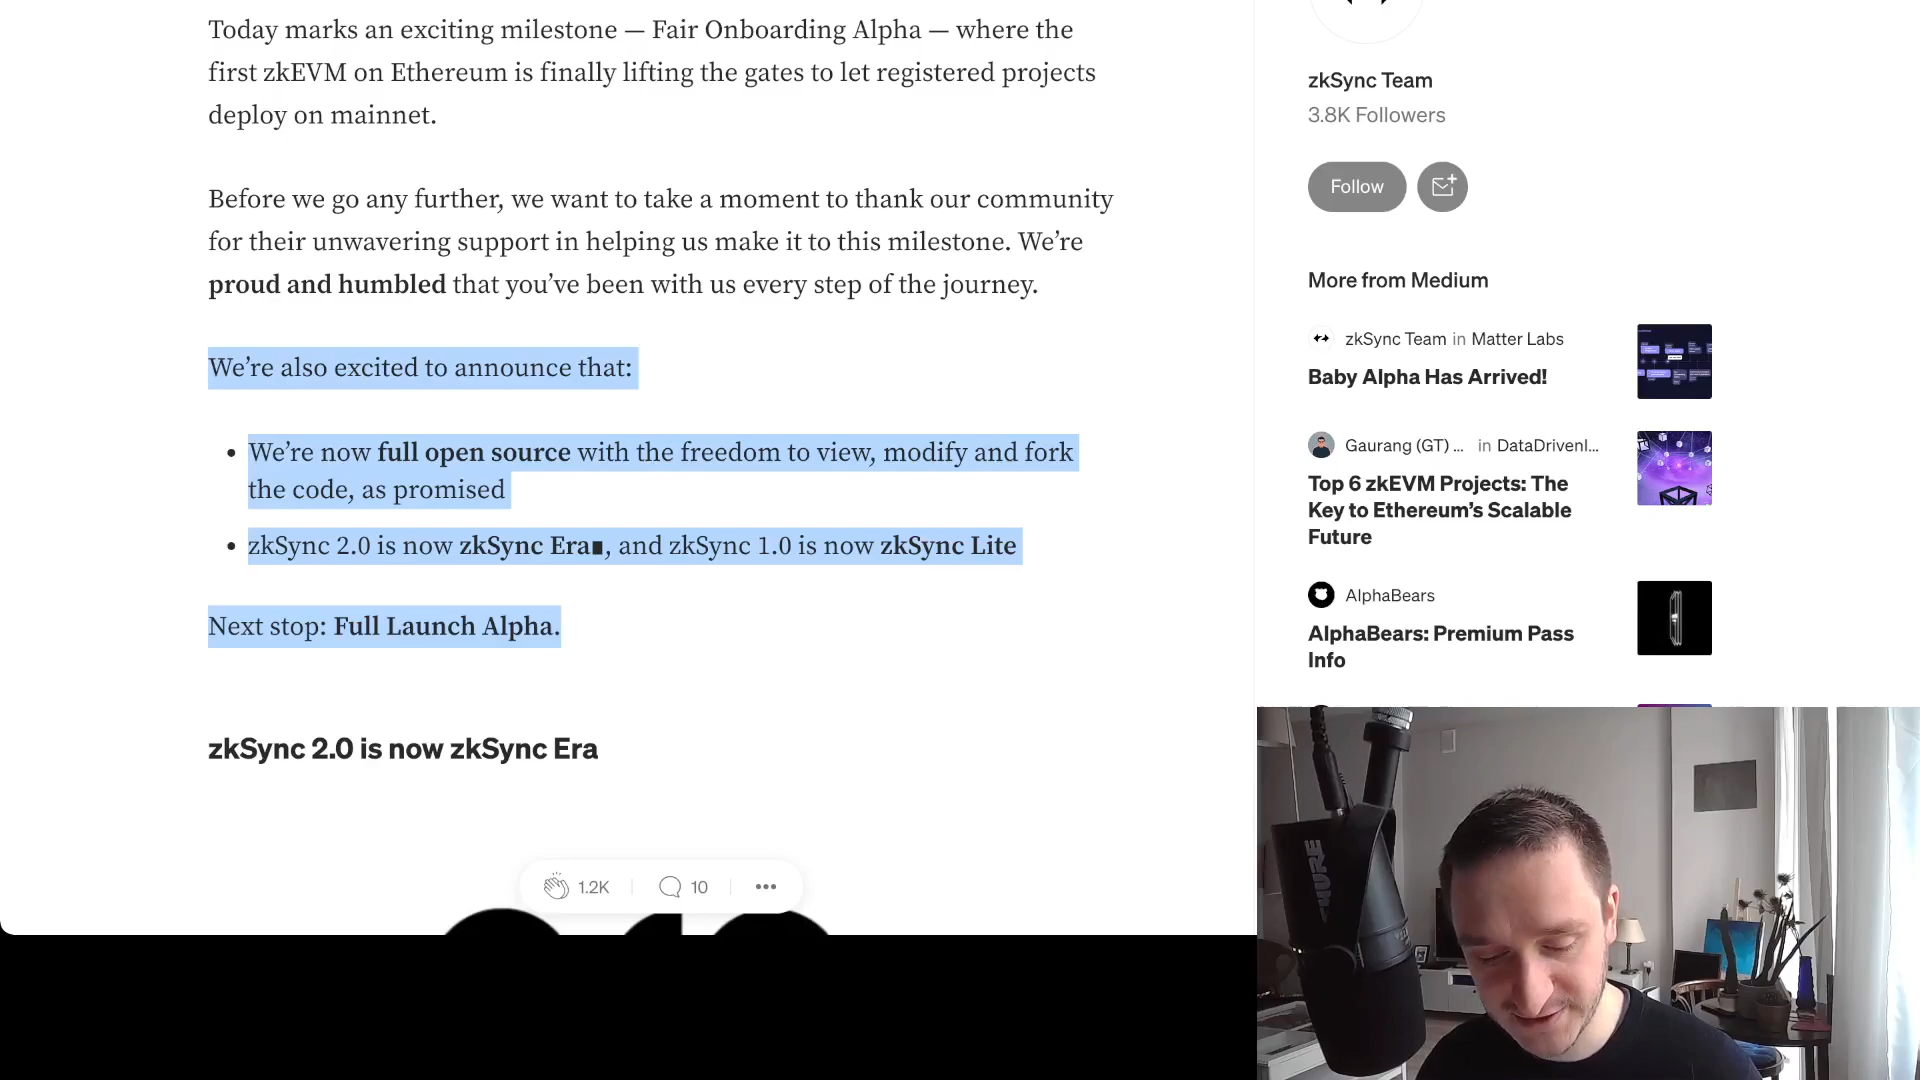 Today marks an exciting milestone — Fair Onboarding Alpha — where the
first zkEVM on Ethereum is finally lifting the gates to let registered projects
deploy on mainnet.
Before we go any further, we want to take a moment to thank our community
for their unwavering support in helping us make it to this milestone. We’re
proud and humbled that you’ve been with us every step of the journey.
We’re also excited to announce that:
• We’re now full open source with the freedom to view, modify and fork
the code, as promised
• zkSync 2.0 is now zkSync Era∎, and zkSync 1.0 is now zkSync Lite
Next stop: Full Launch Alpha.
zkSync 2.0 is now zkSync Era
1.2K
10
zkSync Team
3.8K Followers
Follow
More from Medium
zkSync Team in Matter Labs
Baby Alpha Has Arrived!
Gaurang (GT) ... in DataDrivenI...
Top 6 zkEVM Projects: The
Key to Ethereum’s Scalable
Future
AlphaBears
AlphaBears: Premium Pass
Info
SHURE